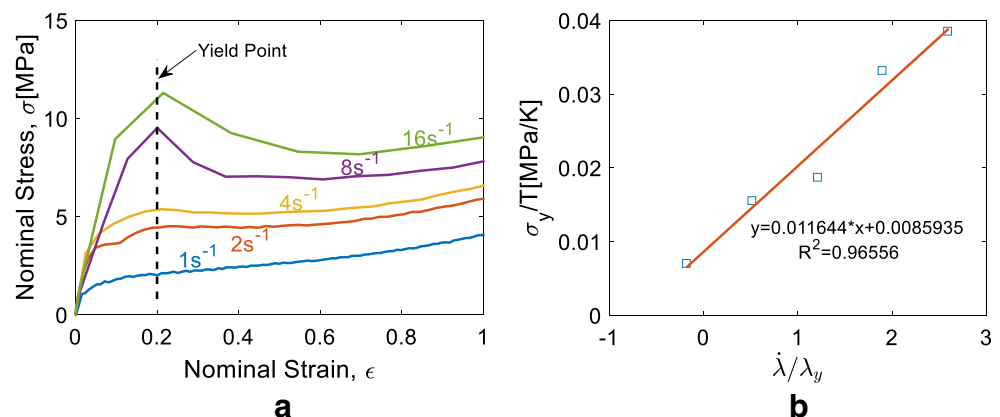 15
10
5
0
Nominal Stress, σ[MPa]
Yield Point
16s⁻¹
8s⁻¹
4s⁻¹
2s⁻¹
1s⁻¹
0
0.2
0.4
0.6
0.8
1
Nominal Strain, ϵ
a
0.04
0.03
0.02
0.01
0
σ_y/T[MPa/K]
y=0.011644*x+0.0085935
R²=0.96556
-1
0
1
2
3
λ̇/λ_y
b